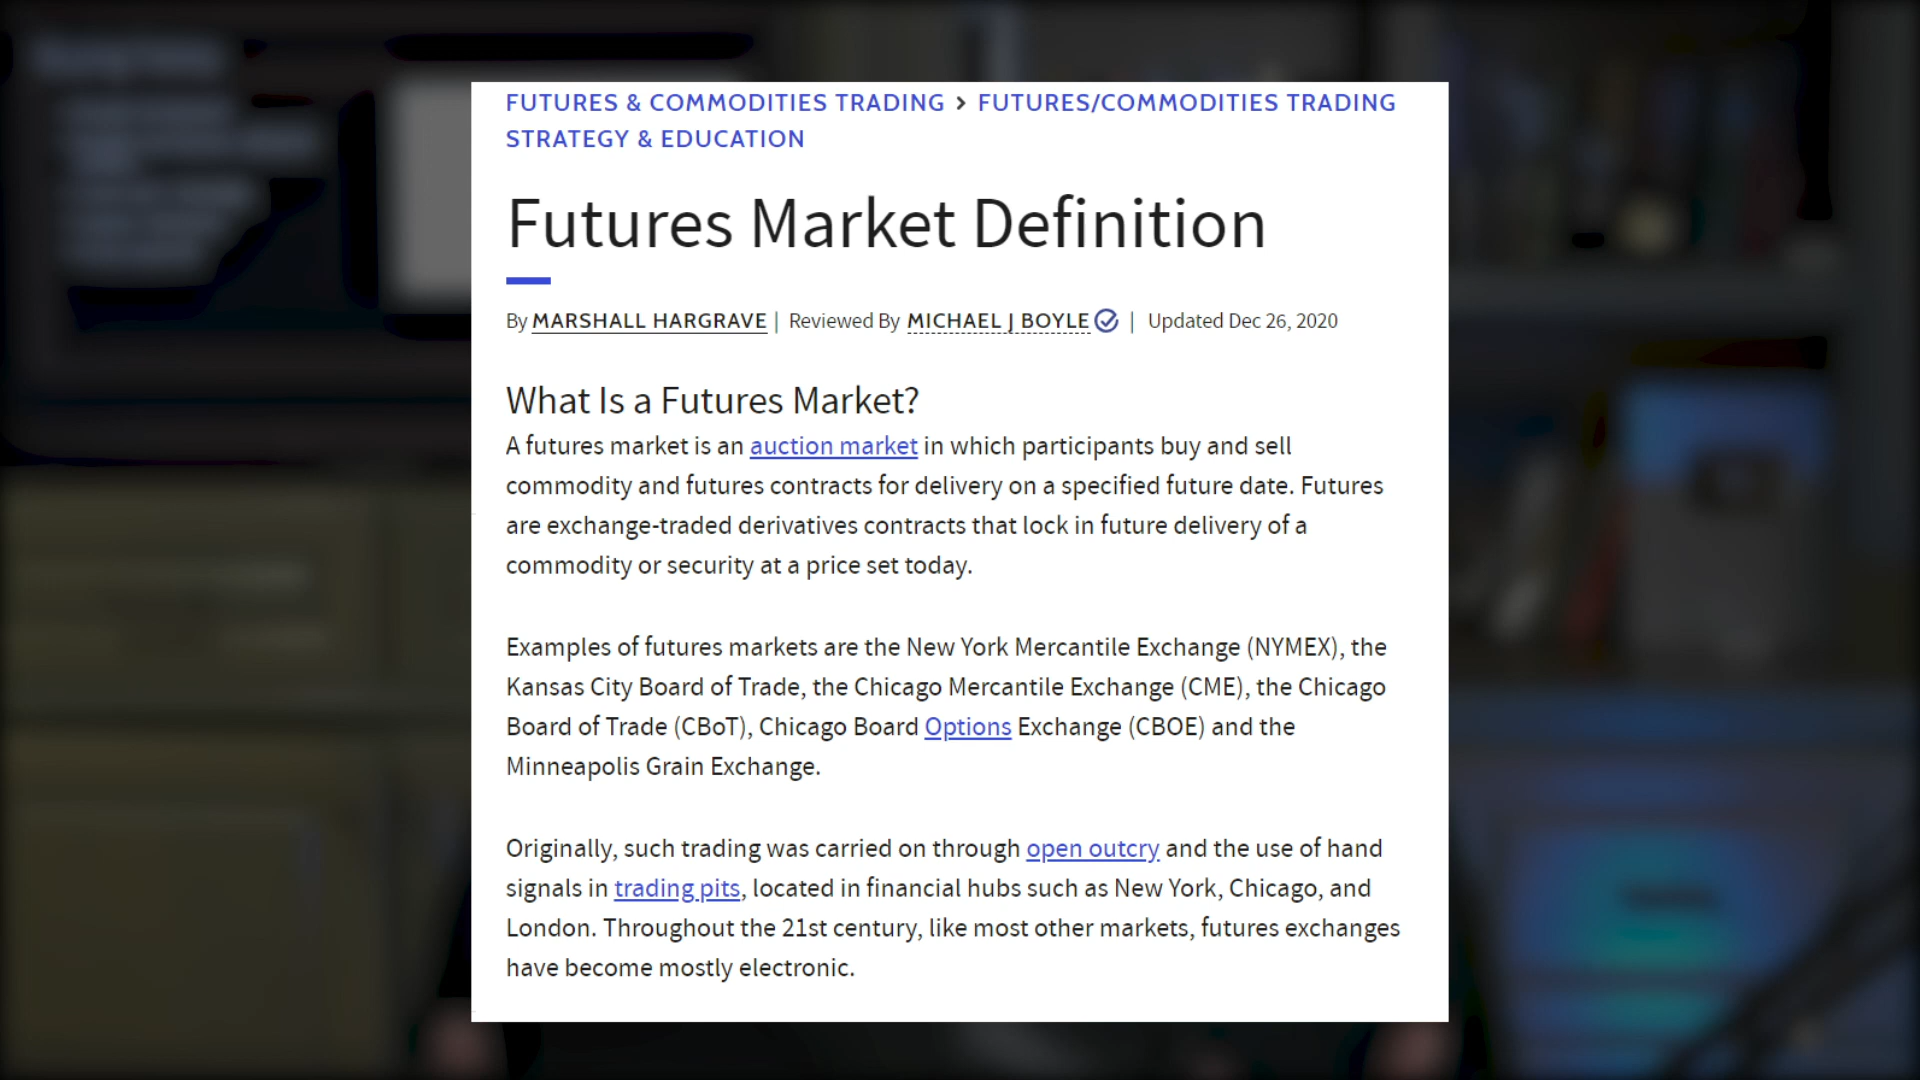 FUTURES & COMMODITIES TRADING > FUTURES/COMMODITIES TRADING
STRATEGY & EDUCATION
Futures Market Definition
By MARSHALL HARGRAVE | Reviewed By MICHAEL J BOYLE | Updated Dec 26, 2020
What Is a Futures Market?
A futures market is an auction market in which participants buy and sell
commodity and futures contracts for delivery on a specified future date. Futures
are exchange-traded derivatives contracts that lock in future delivery of a
commodity or security at a price set today.
Examples of futures markets are the New York Mercantile Exchange (NYMEX), the
Kansas City Board of Trade, the Chicago Mercantile Exchange (CME), the Chicago
Board of Trade (CBoT), Chicago Board Options Exchange (CBOE) and the
Minneapolis Grain Exchange.
Originally, such trading was carried on through open outcry and the use of hand
signals in trading pits, located in financial hubs such as New York, Chicago, and
London. Throughout the 21st century, like most other markets, futures exchanges
have become mostly electronic.